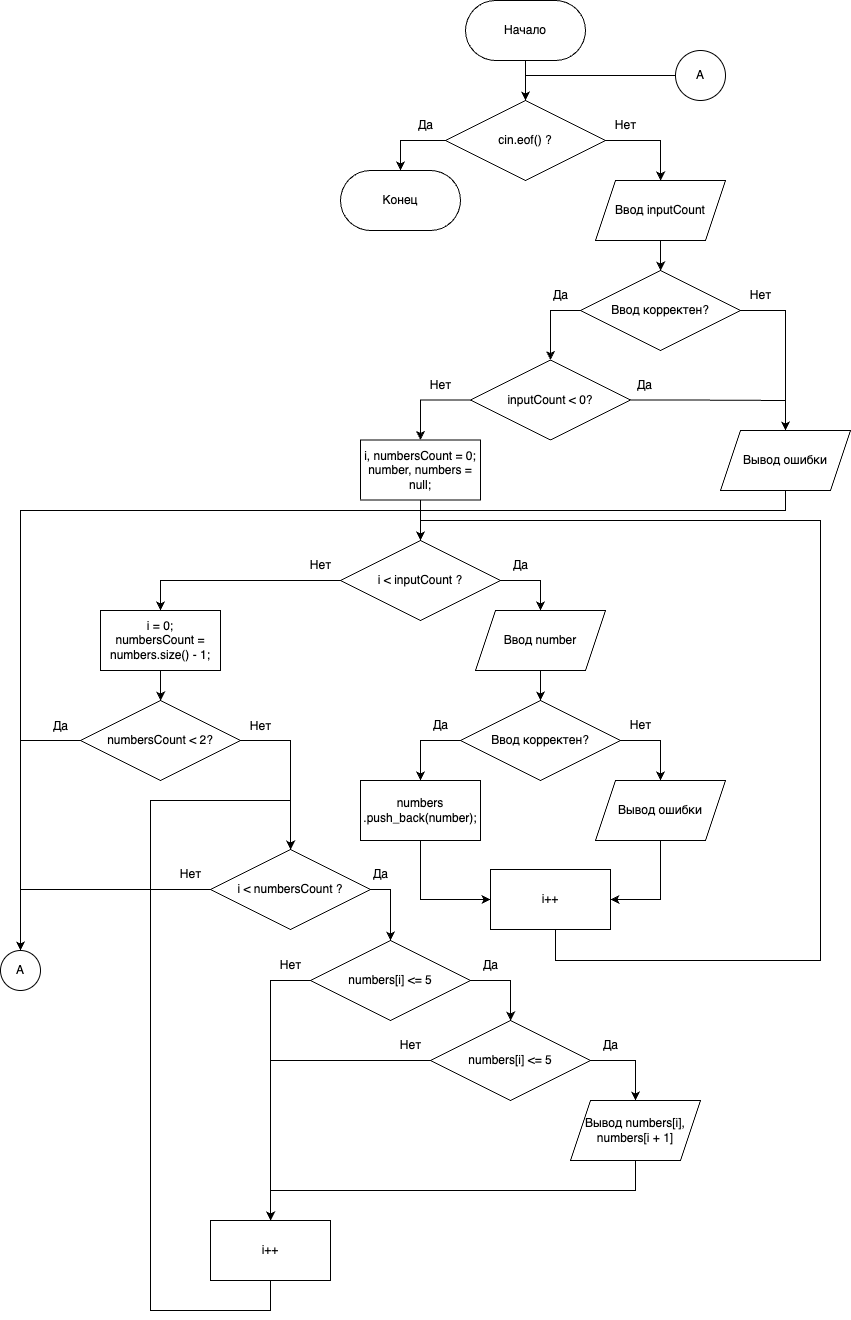 Начало
A
Да
Нет
cin.eof() ?
Конец
Ввод inputCount
Да
Нет
Ввод корректен?
Нет
Да
inputCount < 0?
i, numbersCount = 0;
number, numbers =
null;
Вывод ошибки
Нет
Да
i < inputCount ?
i = 0;
numbersCount =
numbers.size() - 1;
Ввод number
Да
Нет
numbersCount < 2?
Да
Нет
Ввод корректен?
numbers
.push_back(number);
Вывод ошибки
Нет
Да
i < numbersCount ?
i++
A
Нет
Да
numbers[i] <= 5
Нет
Да
numbers[i] <= 5
Вывод numbers[i],
numbers[i + 1]
i++